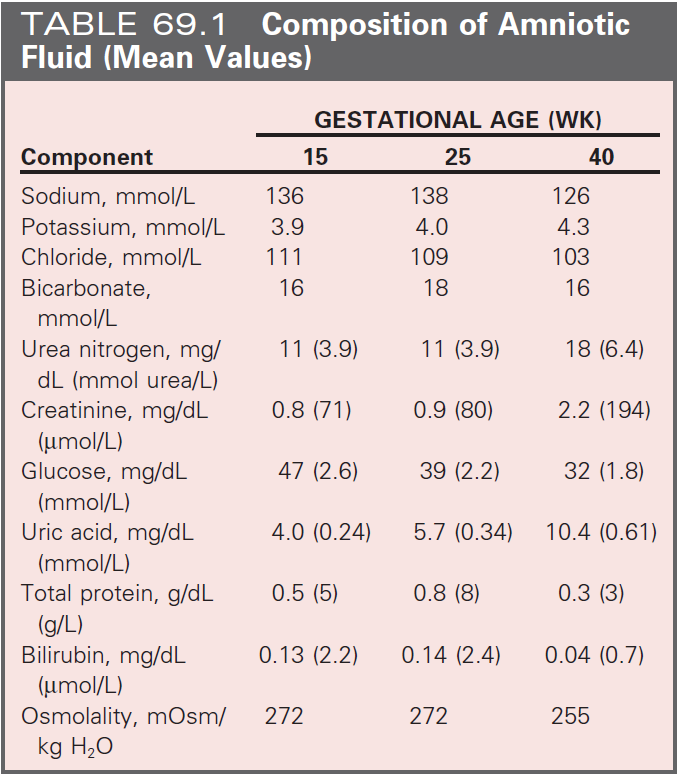 TABLE 69.1 Composition of Amniotic
Fluid (Mean Values)
GESTATIONAL AGE (WK)
Component 15 25 40
Sodium, mmol/L 136 138 126
Potassium, mmol/L 3.9 4.0 4.3
Chloride, mmol/L 111 109 103
Bicarbonate, 16 18 16
mmol/L
Urea nitrogen, mg/ 11 (3.9) 11 (3.9) 18 (6.4)
dL (mmol urea/L)
Creatinine, mg/dL 0.8 (71) 0.9 (80) 2.2 (194)
(μmol/L)
Glucose, mg/dL 47 (2.6) 39 (2.2) 32 (1.8)
(mmol/L)
Uric acid, mg/dL 4.0 (0.24) 5.7 (0.34) 10.4 (0.61)
(mmol/L)
Total protein, g/dL 0.5 (5) 0.8 (8) 0.3 (3)
(g/L)
Bilirubin, mg/dL 0.13 (2.2) 0.14 (2.4) 0.04 (0.7)
(μmol/L)
Osmolality, mOsm/ 272 272 255
kg H₂O